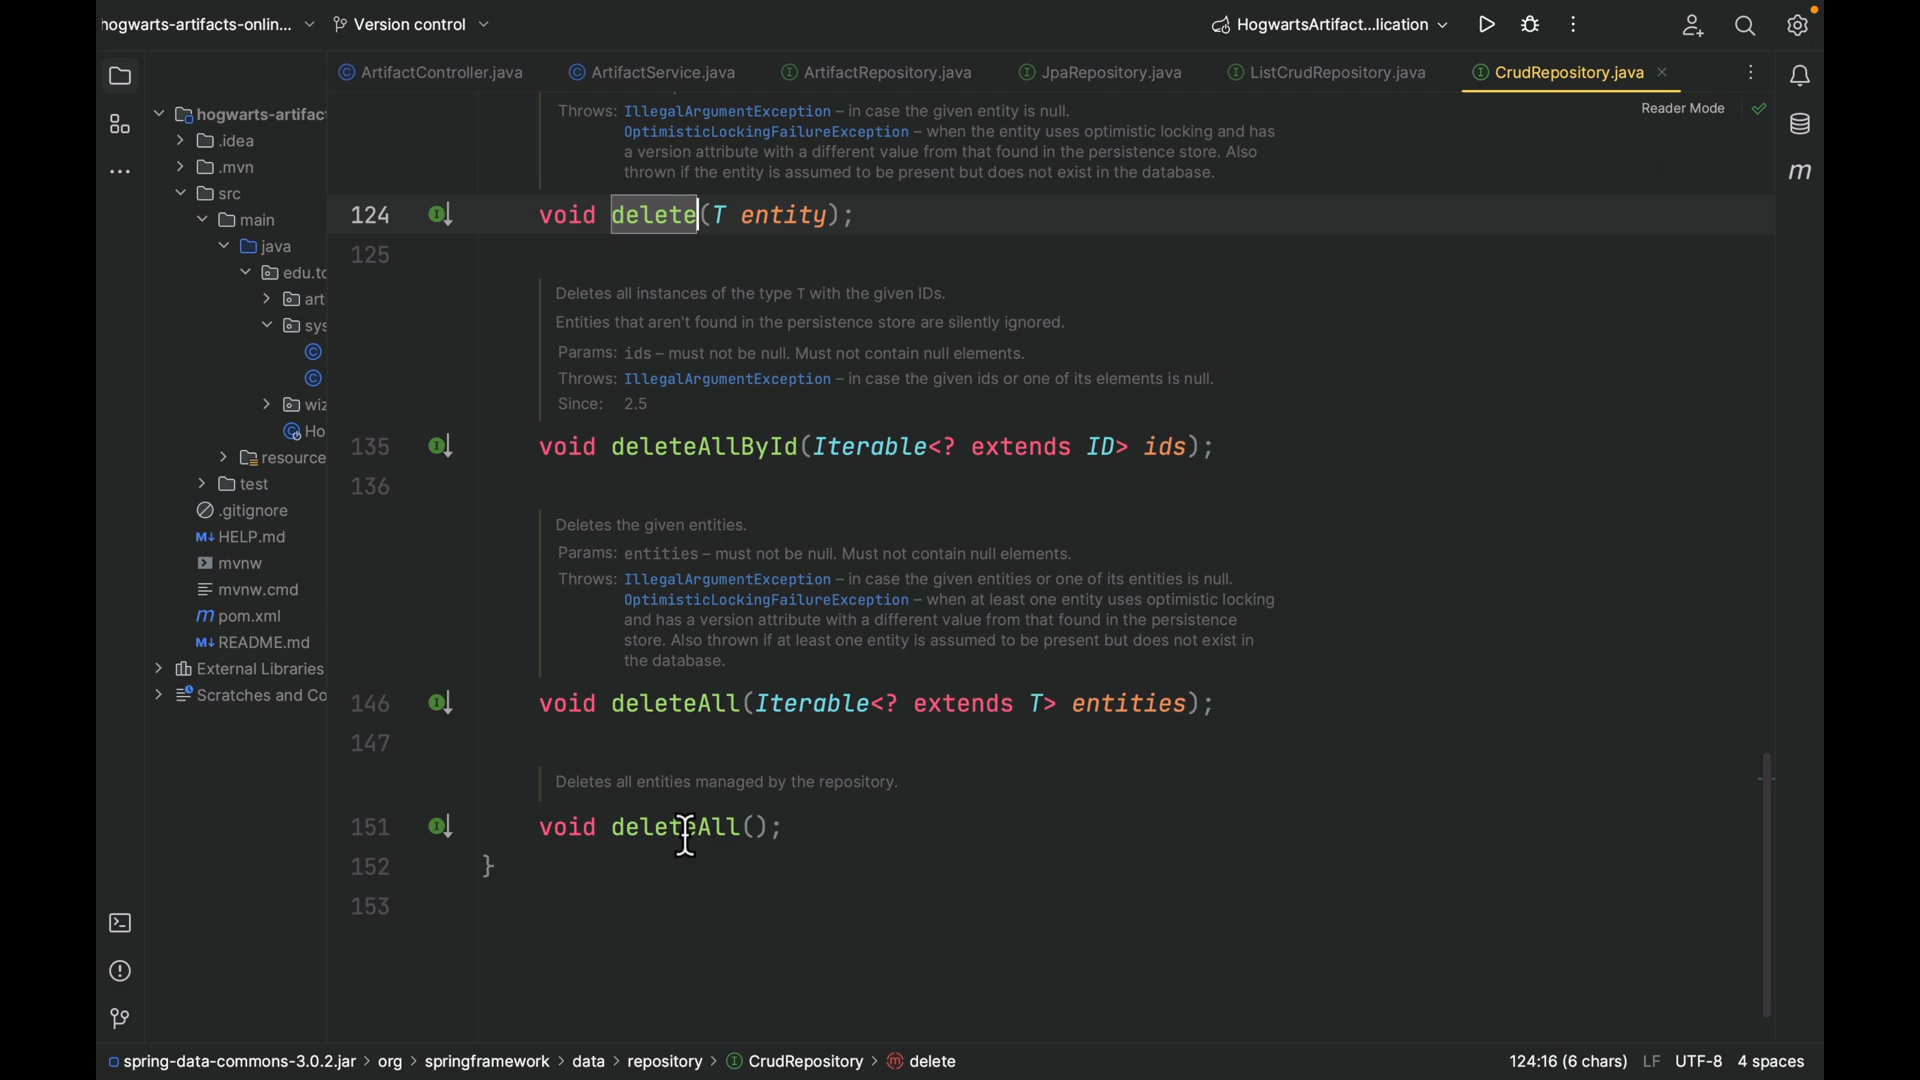 hogwarts-artifacts-onlin...
Version control
HogwartsArtifact...lication
ArtifactController.java
ArtifactService.java
ArtifactRepository.java
JpaRepository.java
ListCrudRepository.java
CrudRepository.java
Reader Mode
hogwarts-artifact
.idea
.mvn
src
main
java
edu.tc
art
sys
wiz
Ho
resource
test
.gitignore
HELP.md
mvnw
mvnw.cmd
pom.xml
README.md
External Libraries
Scratches and Co
Throws: IllegalArgumentException – in case the given entity is null.
OptimisticLockingFailureException – when the entity uses optimistic locking and has
a version attribute with a different value from that found in the persistence store. Also
thrown if the entity is assumed to be present but does not exist in the database.
124 void delete(T entity);
125
Deletes all instances of the type T with the given IDs.
Entities that aren't found in the persistence store are silently ignored.
Params: ids – must not be null. Must not contain null elements.
Throws: IllegalArgumentException – in case the given ids or one of its elements is null.
Since: 2.5
135 void deleteAllById(Iterable<? extends ID> ids);
136
Deletes the given entities.
Params: entities – must not be null. Must not contain null elements.
Throws: IllegalArgumentException – in case the given entities or one of its entities is null.
OptimisticLockingFailureException – when at least one entity uses optimistic locking
and has a version attribute with a different value from that found in the persistence
store. Also thrown if at least one entity is assumed to be present but does not exist in
the database.
146 void deleteAll(Iterable<? extends T> entities);
147
Deletes all entities managed by the repository.
151 void deleteAll();
152 }
153
spring-data-commons-3.0.2.jar > org > springframework > data > repository > CrudRepository > delete
124:16 (6 chars) LF UTF-8 4 spaces